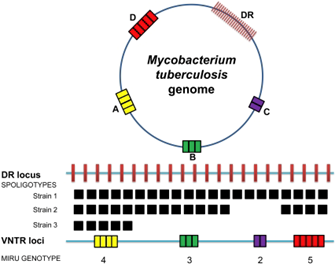 D
DR
Mycobacterium
tuberculosis
genome
A
C
B
DR locus
SPOLIGOTYPES
Strain 1
Strain 2
Strain 3
VNTR loci
MIRU GENOTYPE 4 3 2 5